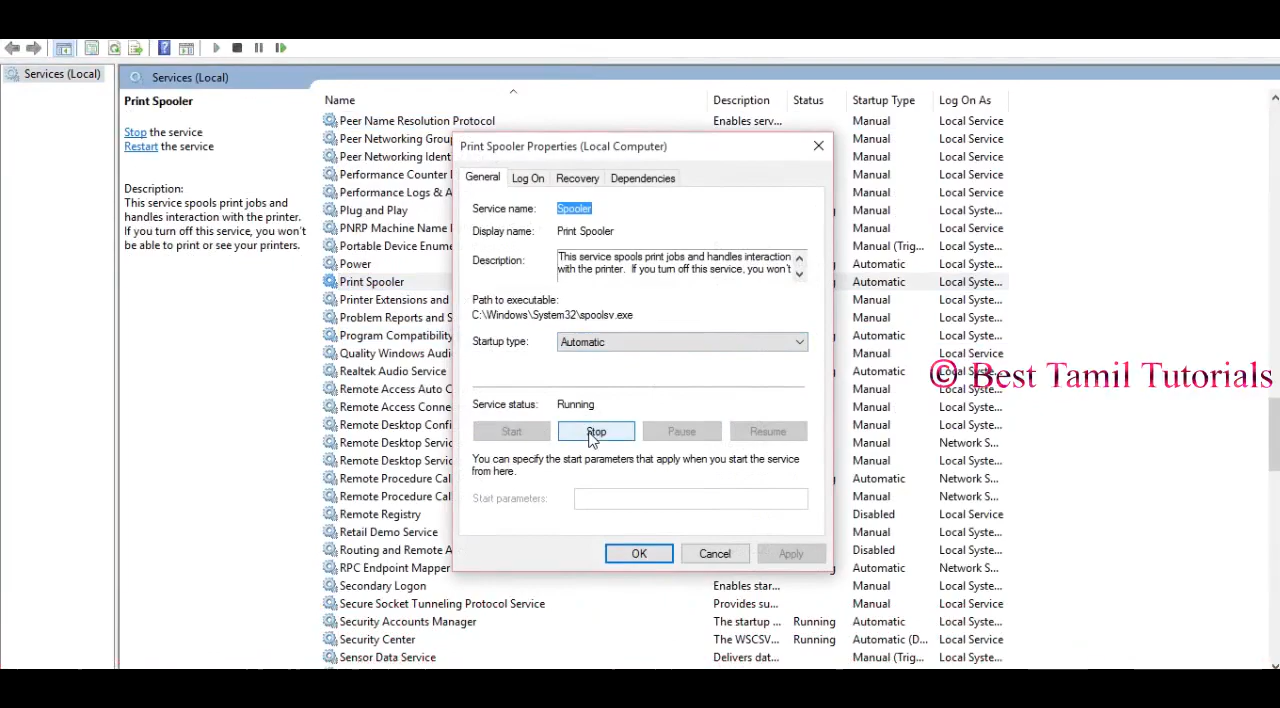 Services (Local)
Services (Local)
Print Spooler
Stop the service
Restart the service
Description:
This service spools print jobs and
handles interaction with the printer.
If you turn off this service, you won't
be able to print or see your printers.
Name Description Status Startup Type Log On As
Peer Name Resolution Protocol Enables serv... Manual Local Service
Peer Networking Group Manual Local Service
Peer Networking Ident Manual Local Service
Performance Counter Manual Local Service
Performance Logs & A Manual Local Service
Plug and Play Manual Local Syste...
PNRP Machine Name Manual Local Service
Portable Device Enume Manual (Trig... Local Syste...
Power Automatic Local Syste...
Print Spooler Automatic Local Syste...
Printer Extensions and Manual Local Syste...
Problem Reports and S Manual Local Syste...
Program Compatibility Automatic Local Syste...
Quality Windows Audi Manual Local Service
Realtek Audio Service Automatic Local Syste...
Remote Access Auto C Manual Local Syste...
Remote Access Conne Manual Local Syste...
Remote Desktop Confi Manual Local Syste...
Remote Desktop Servic Manual Network S...
Remote Desktop Servic Manual Local Syste...
Remote Procedure Cal Automatic Network S...
Remote Procedure Cal Manual Network S...
Remote Registry Disabled Local Service
Retail Demo Service Manual Local Syste...
Routing and Remote A Disabled Local Syste...
RPC Endpoint Mapper Automatic Network S...
Secondary Logon Enables star... Manual Local Syste...
Secure Socket Tunneling Protocol Service Provides su... Manual Local Service
Security Accounts Manager The startup ... Running Automatic Local Syste...
Security Center The WSCSV... Running Automatic (D... Local Service
Sensor Data Service Delivers dat... Manual (Trig... Local Syste...
Print Spooler Properties (Local Computer)
General Log On Recovery Dependencies
Service name: Spooler
Display name: Print Spooler
Description: This service spools print jobs and handles interaction
with the printer. If you turn off this service, you won't
Path to executable:
C:\Windows\System32\spoolsv.exe
Startup type: Automatic
Service status: Running
Start Stop Pause Resume
You can specify the start parameters that apply when you start the service
from here.
Start parameters:
OK Cancel Apply
© Best Tamil Tutorials